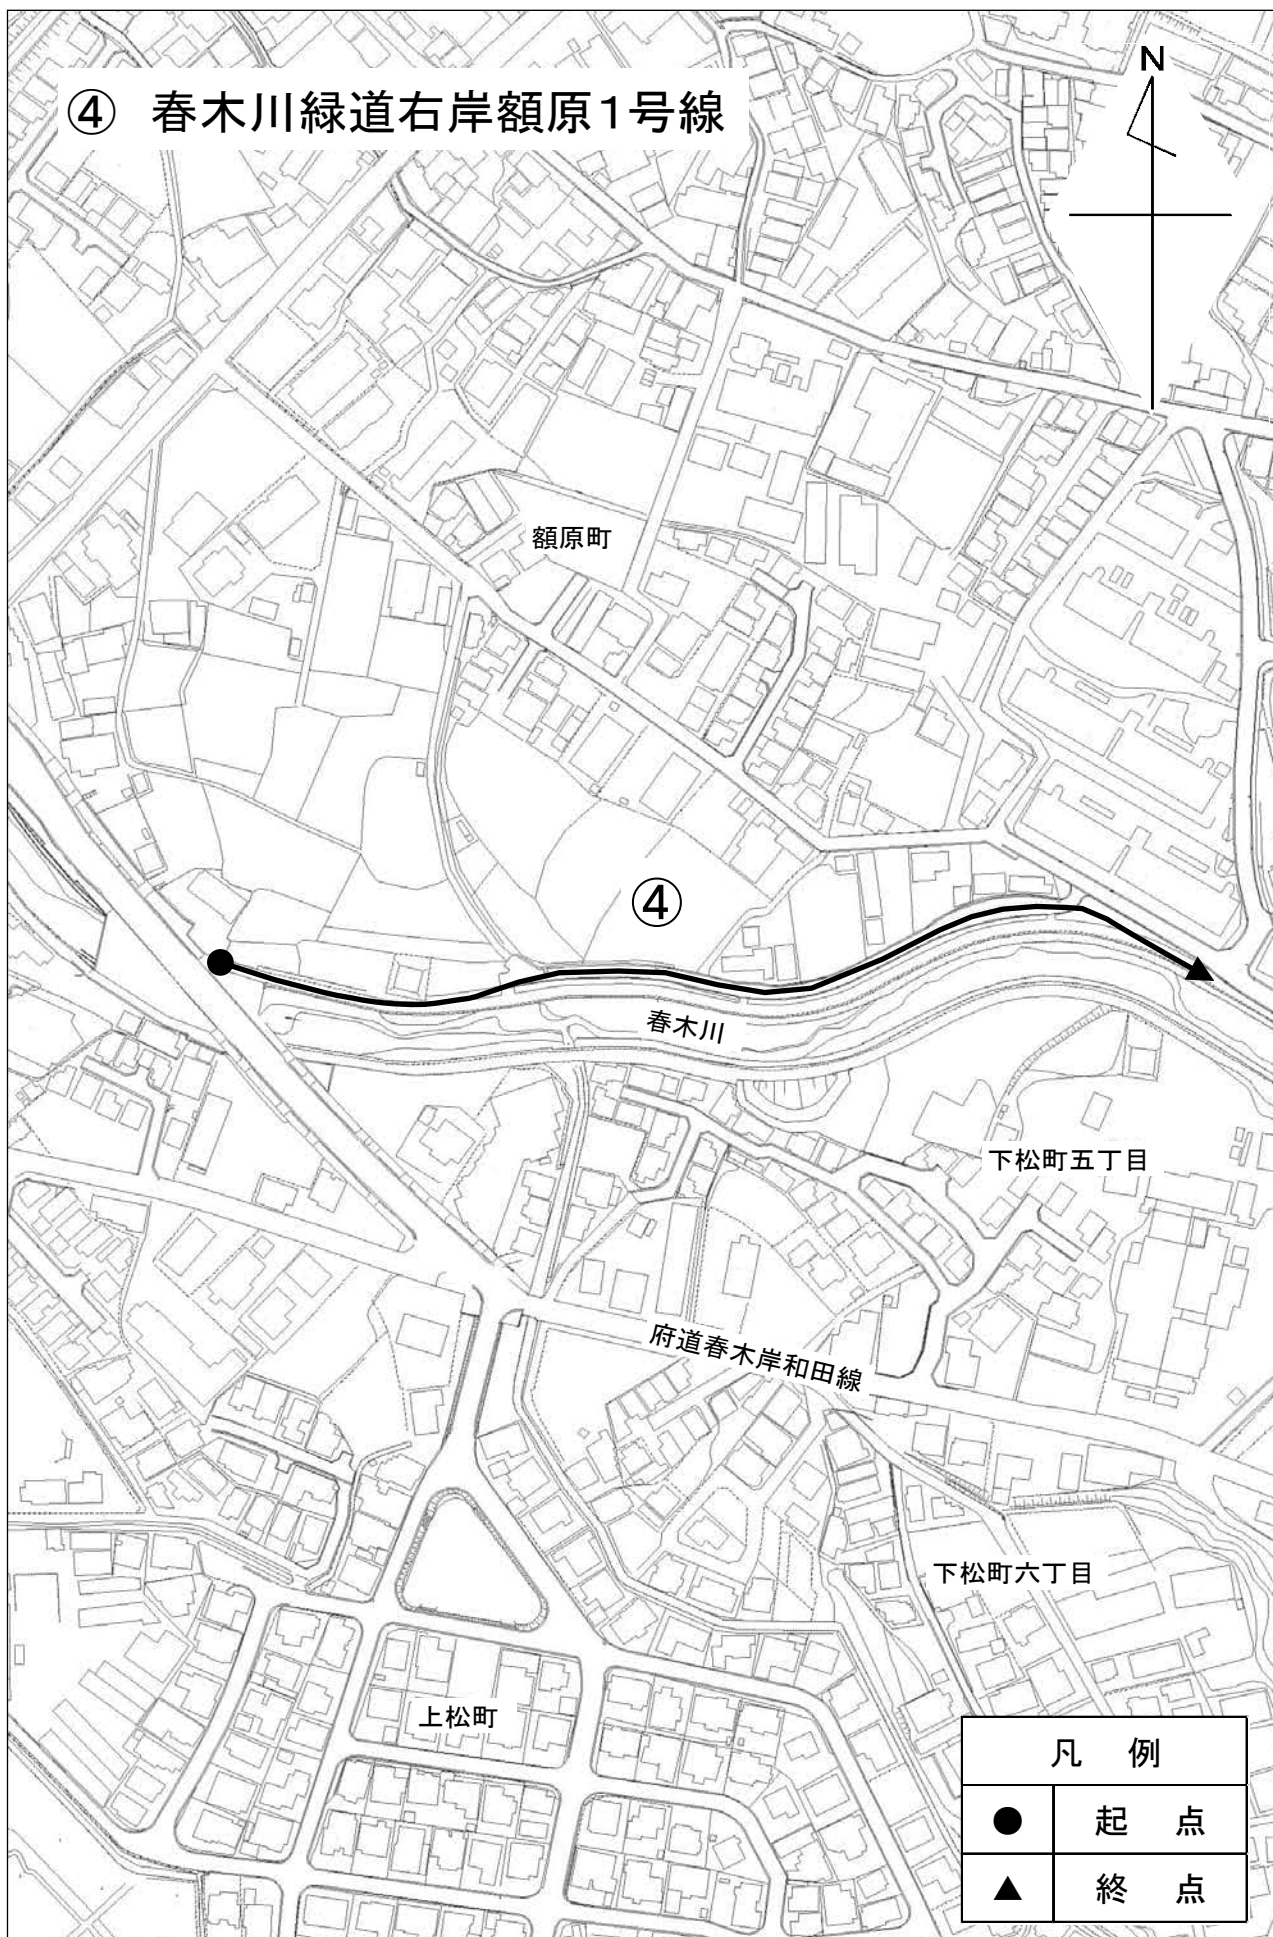 N
④ 春木川緑道右岸額原1号線
額原町
④
春木川
下松町五丁目
府道春木岸和田線
下松町六丁目
上松町
凡 例
● 起 点
▲ 終 点